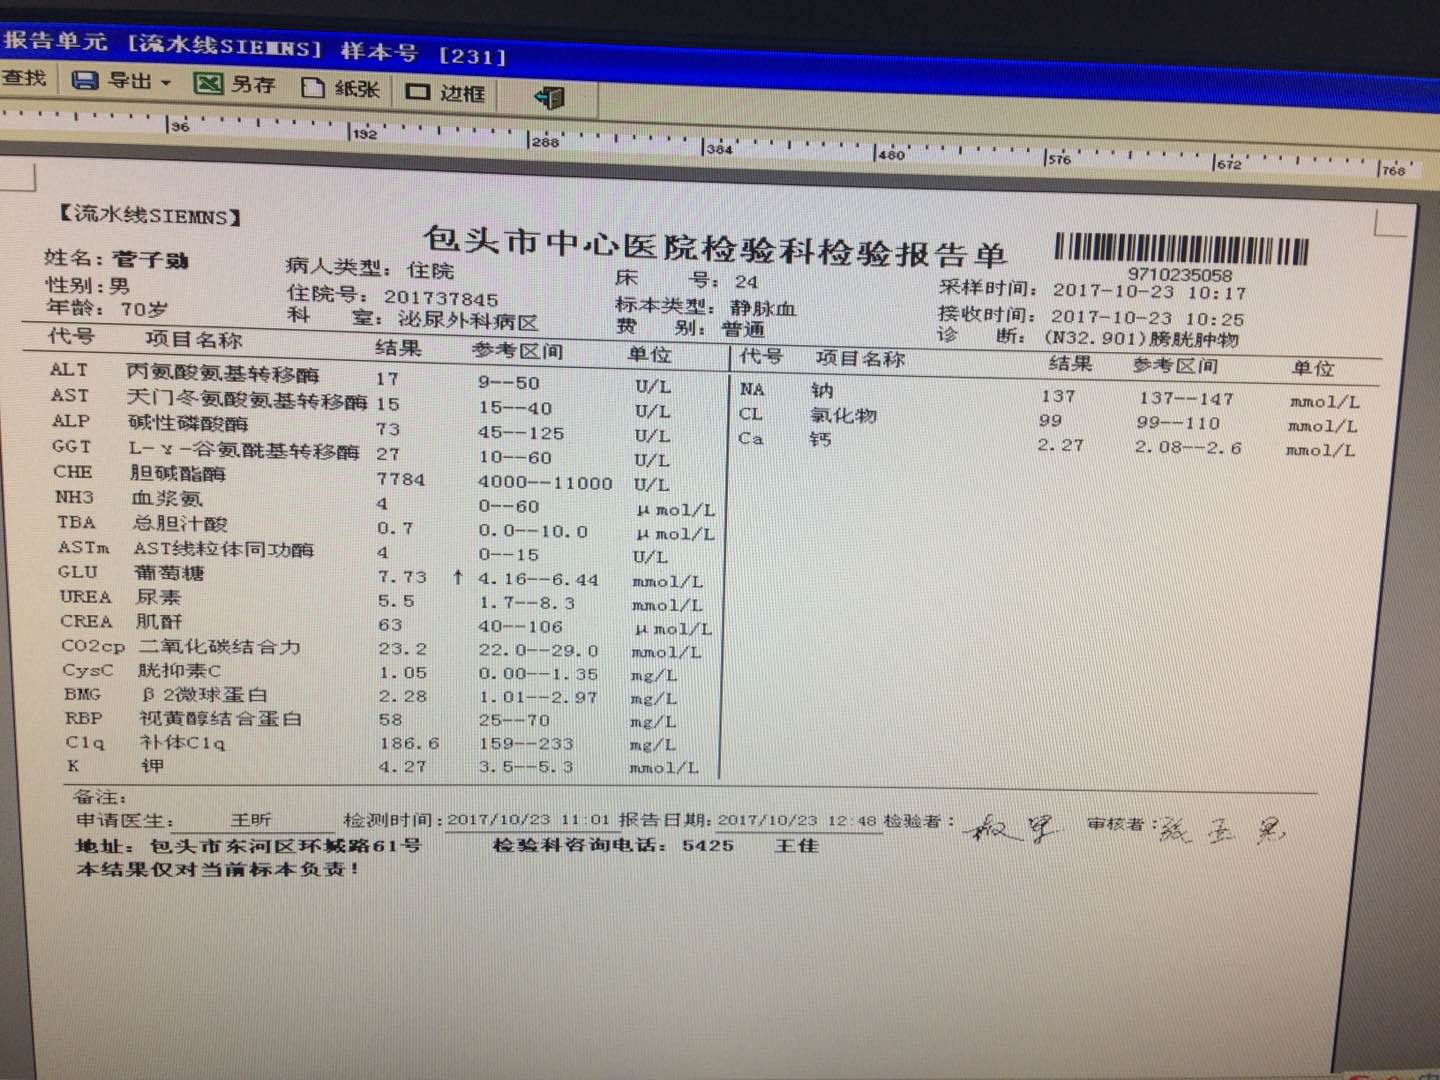 报告单元 [流水线SIEMNS] 样本号 [231]
查找 导出 另存 纸张 边框
96 192 288 384 480 576 672 768
【流水线SIEMNS】
包头市中心医院检验科检验报告单
9710235058
姓名：菅子勋 病人类型：住院 床 号：24 采样时间：2017-10-23 10:17
性别：男 住院号：201737845 标本类型：静脉血 接收时间：2017-10-23 10:25
年龄：70岁 科 室：泌尿外科病区 费 别：普通 诊 断：(N32.901)膀胱肿物
代号 项目名称 结果 参考区间 单位 代号 项目名称 结果 参考区间 单位
ALT 丙氨酸氨基转移酶 17 9--50 U/L NA 钠 137 137--147 mmol/L
AST 天门冬氨酸氨基转移酶 15 15--40 U/L CL 氯化物 99 99--110 mmol/L
ALP 碱性磷酸酶 73 45--125 U/L Ca 钙 2.27 2.08--2.6 mmol/L
GGT L-γ-谷氨酰基转移酶 27 10--60 U/L
CHE 胆碱酯酶 7784 4000--11000 U/L
NH3 血浆氨 4 0--60 μmol/L
TBA 总胆汁酸 0.7 0.0--10.0 μmol/L
ASTm AST线粒体同功酶 4 0--15 U/L
GLU 葡萄糖 7.73 ↑ 4.16--6.44 mmol/L
UREA 尿素 5.5 1.7--8.3 mmol/L
CREA 肌酐 63 40--106 μmol/L
CO2cp 二氧化碳结合力 23.2 22.0--29.0 mmol/L
CysC 胱抑素C 1.05 0.00--1.35 mg/L
BMG β2微球蛋白 2.28 1.01--2.97 mg/L
RBP 视黄醇结合蛋白 58 25--70 mg/L
C1q 补体C1q 186.6 159--233 mg/L
K 钾 4.27 3.5--5.3 mmol/L
备注：
申请医生： 王昕 检测时间：2017/10/23 11:01 报告日期：2017/10/23 12:48 检验者： 审核者：
地址：包头市东河区环城路61号 检验科咨询电话：5425 王佳
本结果仅对当前标本负责！